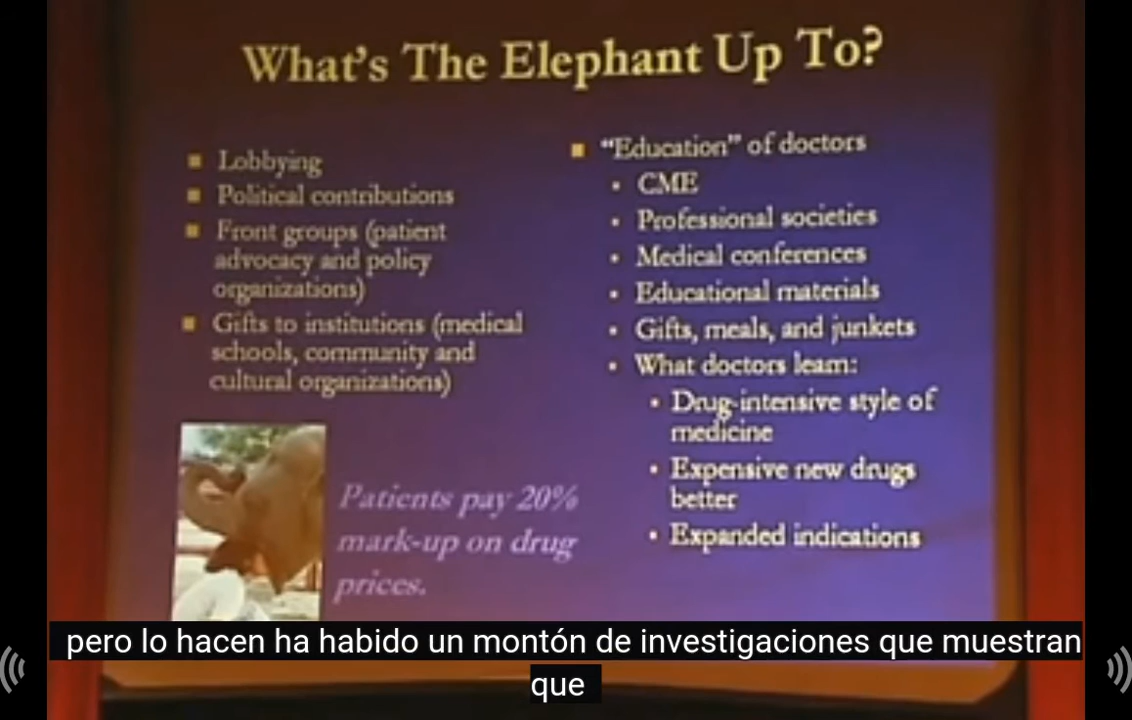 What's The Elephant Up To?
Lobbying
Political contributions
Front groups (patient
advocacy and policy
organizations)
Gifts to institutions (medical
schools, community and
cultural organizations)
Patients pay 20%
mark-up on drug
prices.
"Education" of doctors
CME
Professional societies
Medical conferences
Educational materials
Gifts, meals, and junkets
What doctors learn:
Drug-intensive style of
medicine
Expensive new drugs
better
Expanded indications
pero lo hacen ha habido un montón de investigaciones que muestran
que